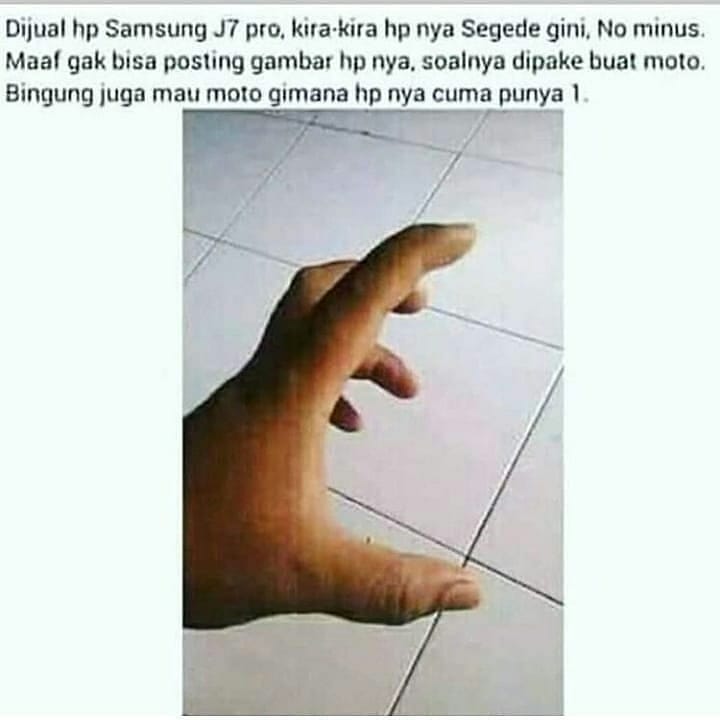 Dijual hp Samsung J7 pro, kira-kira hp nya Segede gini, No minus.
Maaf gak bisa posting gambar hp nya, soalnya dipake buat moto.
Bingung juga mau moto gimana hp nya cuma punya 1.